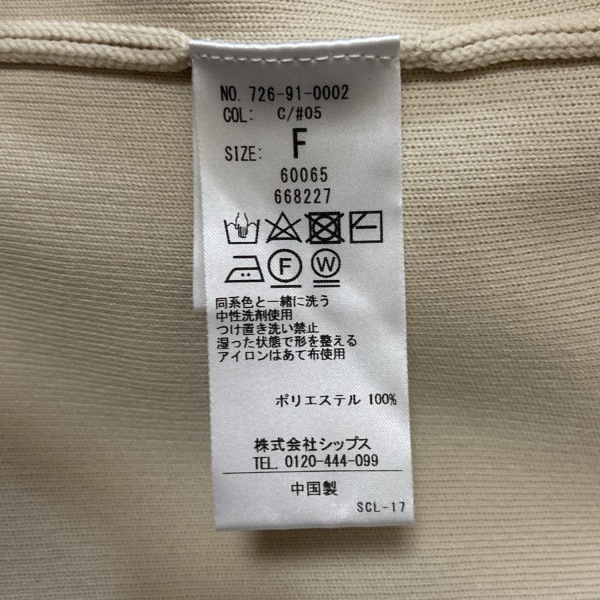 NO. 726-91-0002
COL: C/#05
SIZE: F
60065
668227
F W
同系色と一緒に洗う
中性洗剤使用
つけ置き洗い禁止
湿った状態で形を整える
アイロンはあて布使用
ポリエステル 100%
株式会社シップス
TEL. 0120-444-099
中国製
SCL-17